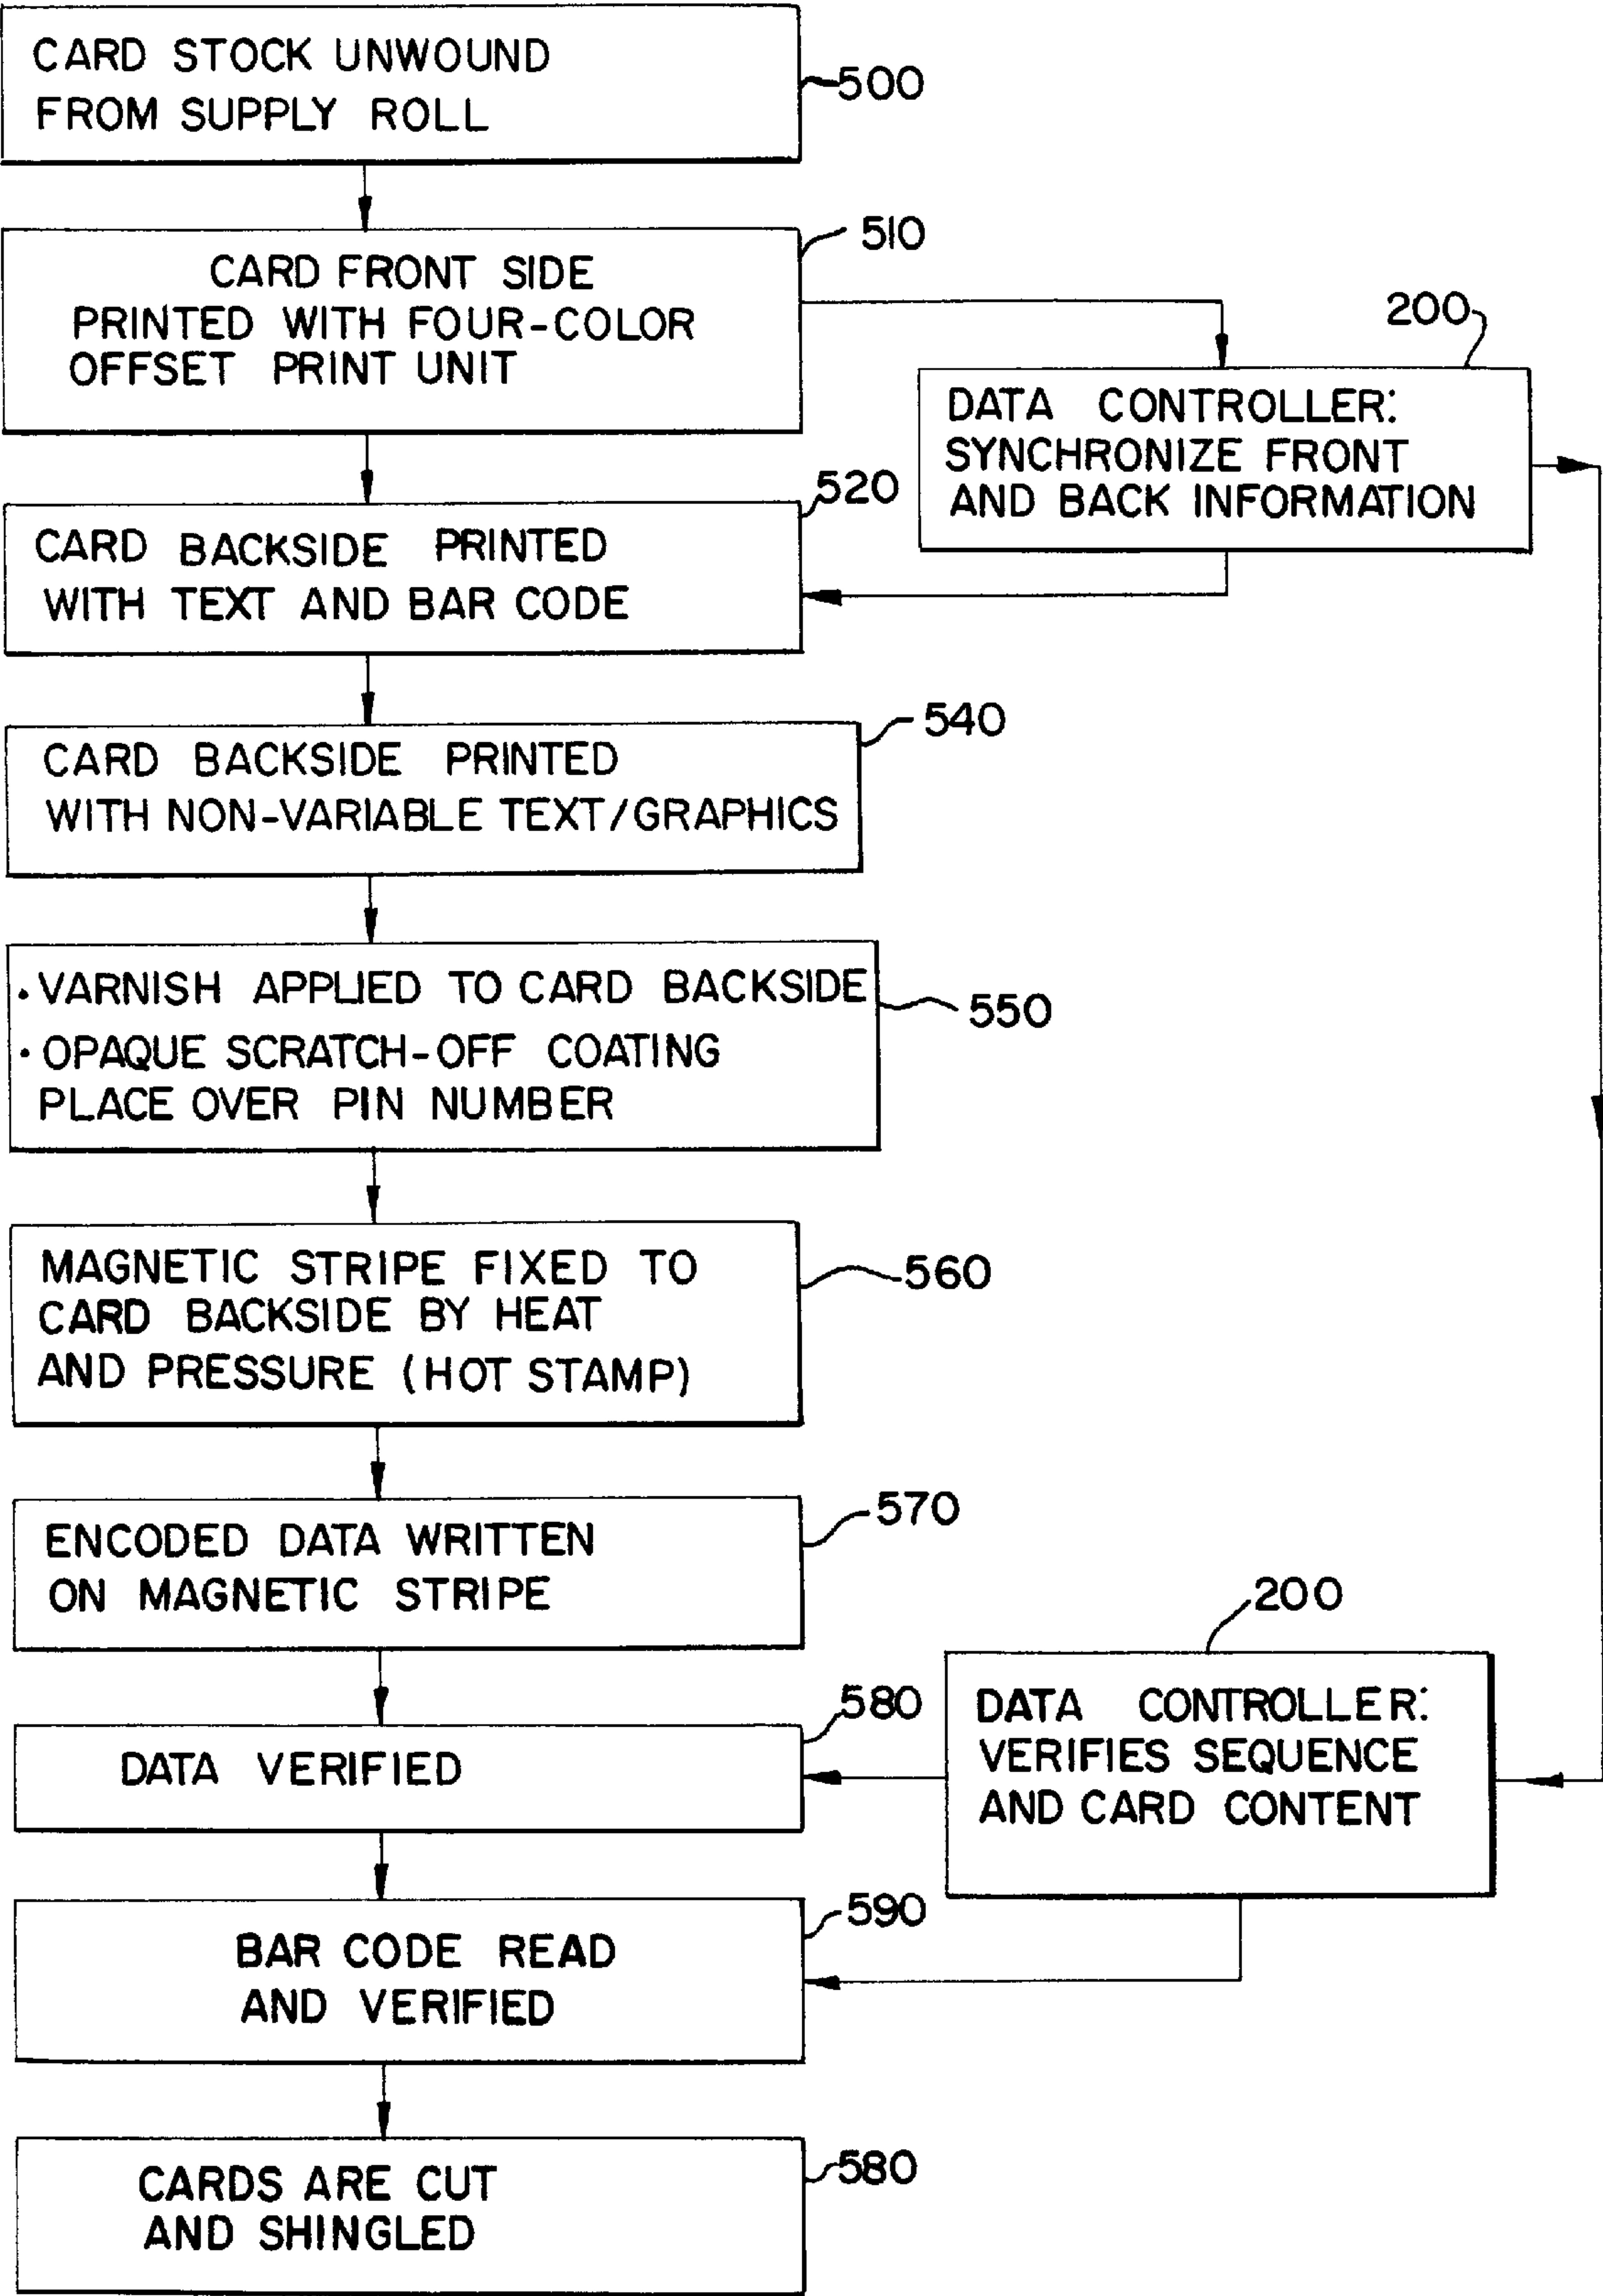 CARD STOCK UNWOUND
FROM SUPPLY ROLL
500
CARD FRONT SIDE
PRINTED WITH FOUR-COLOR
OFFSET PRINT UNIT
510
200
DATA CONTROLLER:
SYNCHRONIZE FRONT
AND BACK INFORMATION
520
CARD BACKSIDE PRINTED
WITH TEXT AND BAR CODE
540
CARD BACKSIDE PRINTED
WITH NON-VARIABLE TEXT/GRAPHICS
• VARNISH APPLIED TO CARD BACKSIDE
• OPAQUE SCRATCH-OFF COATING
PLACE OVER PIN NUMBER
550
MAGNETIC STRIPE FIXED TO
CARD BACKSIDE BY HEAT
AND PRESSURE (HOT STAMP)
560
ENCODED DATA WRITTEN
ON MAGNETIC STRIPE
570
200
DATA CONTROLLER:
VERIFIES SEQUENCE
AND CARD CONTENT
580
DATA VERIFIED
590
BAR CODE READ
AND VERIFIED
CARDS ARE CUT
AND SHINGLED
580